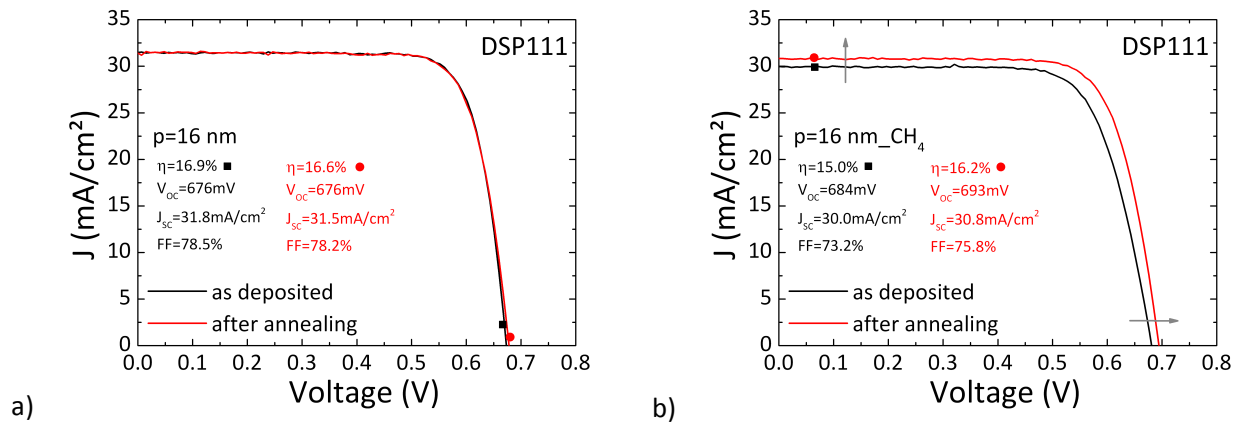 35
30
25
20
15
10
5
0
J (mA/cm²)
DSP111
p=16 nm
η=16.9%
V_OC=676mV
J_SC=31.8mA/cm²
FF=78.5%
η=16.6%
V_OC=676mV
J_SC=31.5mA/cm²
FF=78.2%
as deposited
after annealing
0.0 0.1 0.2 0.3 0.4 0.5 0.6 0.7 0.8
Voltage (V)
a)
35
30
25
20
15
10
5
0
J (mA/cm²)
DSP111
p=16 nm_CH₄
η=15.0%
V_OC=684mV
J_SC=30.0mA/cm²
FF=73.2%
η=16.2%
V_OC=693mV
J_SC=30.8mA/cm²
FF=75.8%
as deposited
after annealing
0.0 0.1 0.2 0.3 0.4 0.5 0.6 0.7 0.8
Voltage (V)
b)